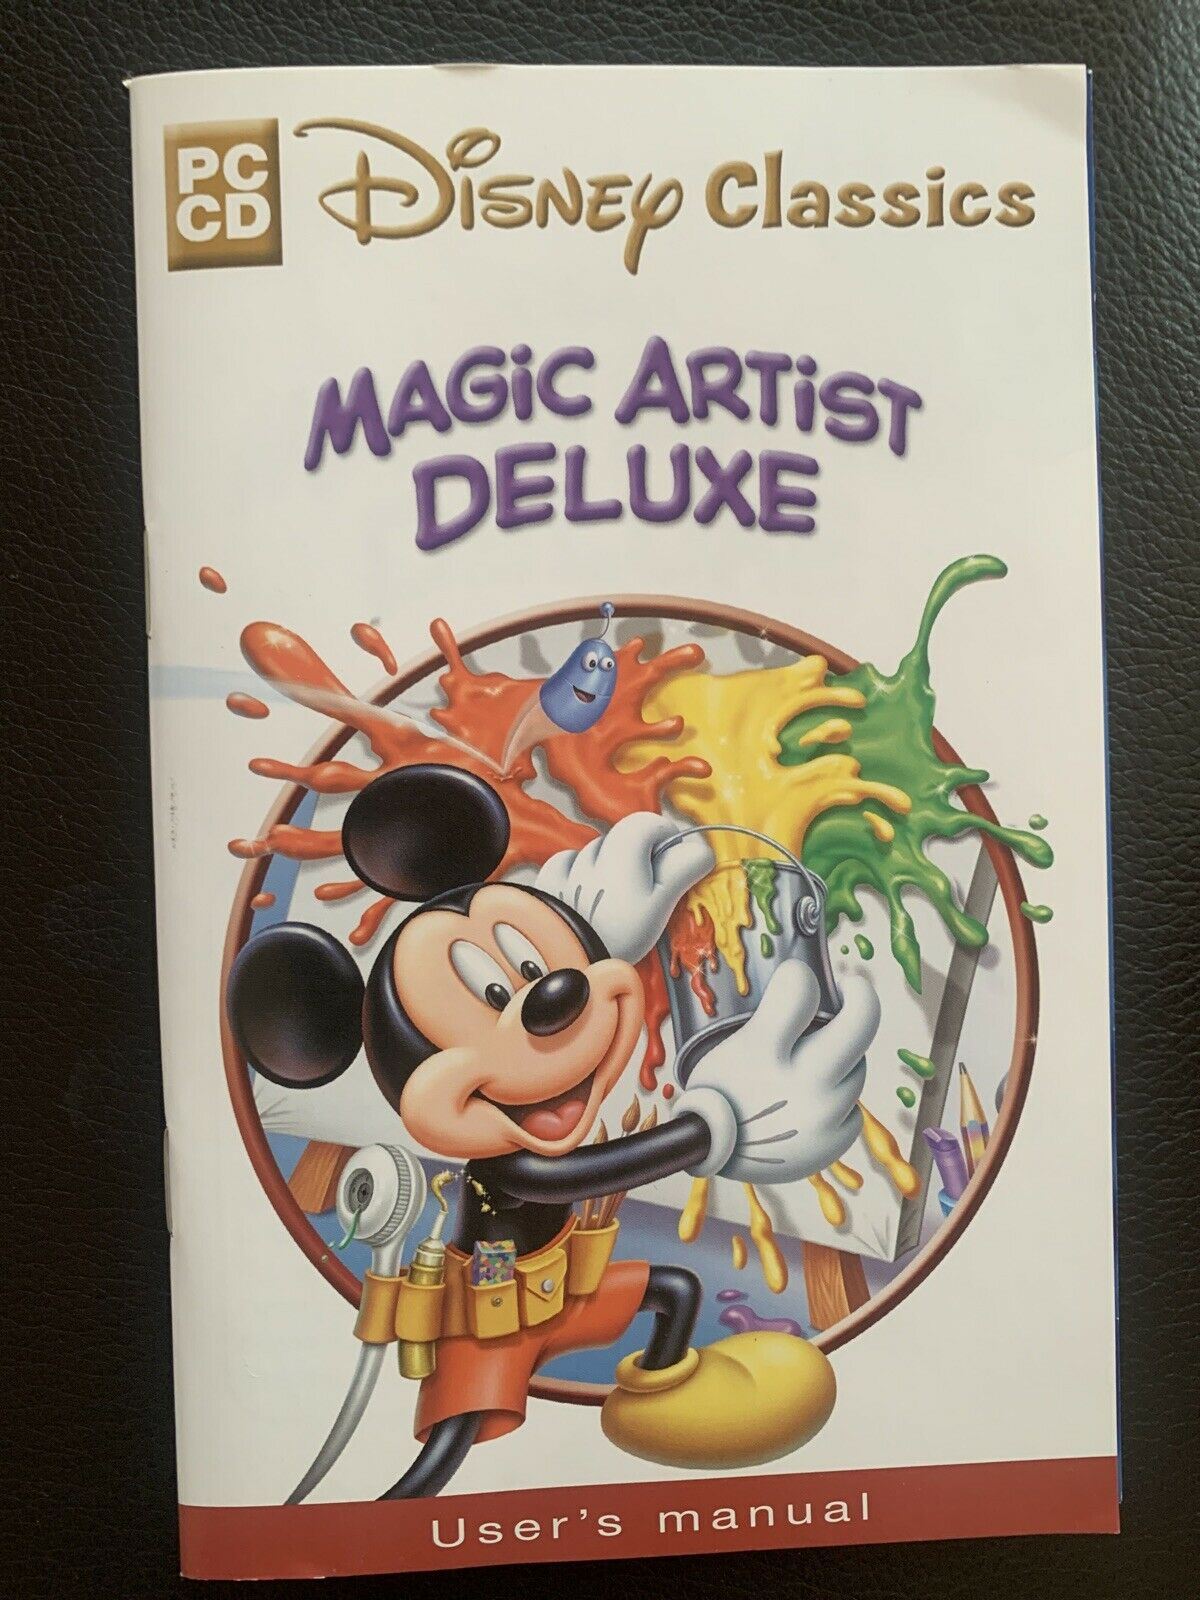 PC
CD
Disney Classics
MAGiC ARTiST
DELUXE
User's manual